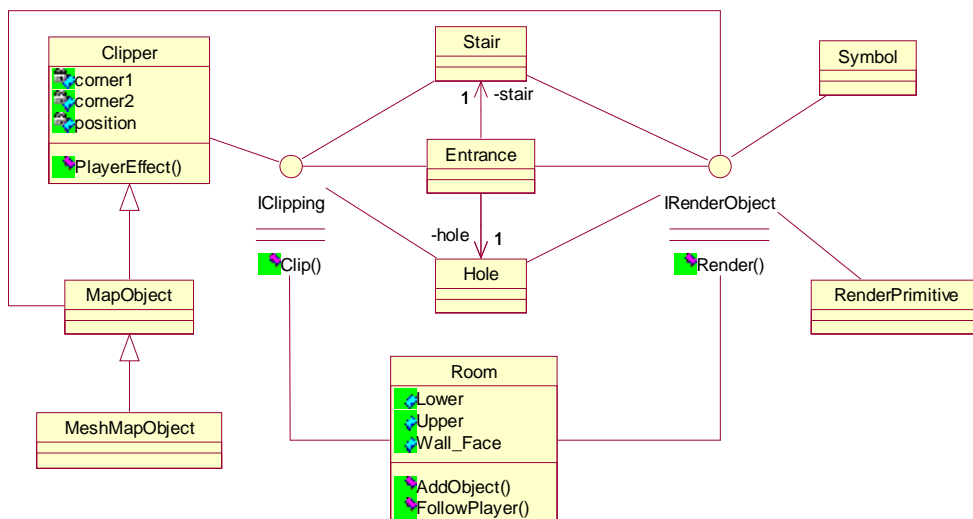 Clipper
corner1
corner2
position
PlayerEffect()
Stair
Symbol
1
-stair
Entrance
IClipping
IRenderObject
-hole
1
Clip()
Render()
Hole
MapObject
RenderPrimitive
Room
Lower
Upper
Wall_Face
MeshMapObject
AddObject()
FollowPlayer()